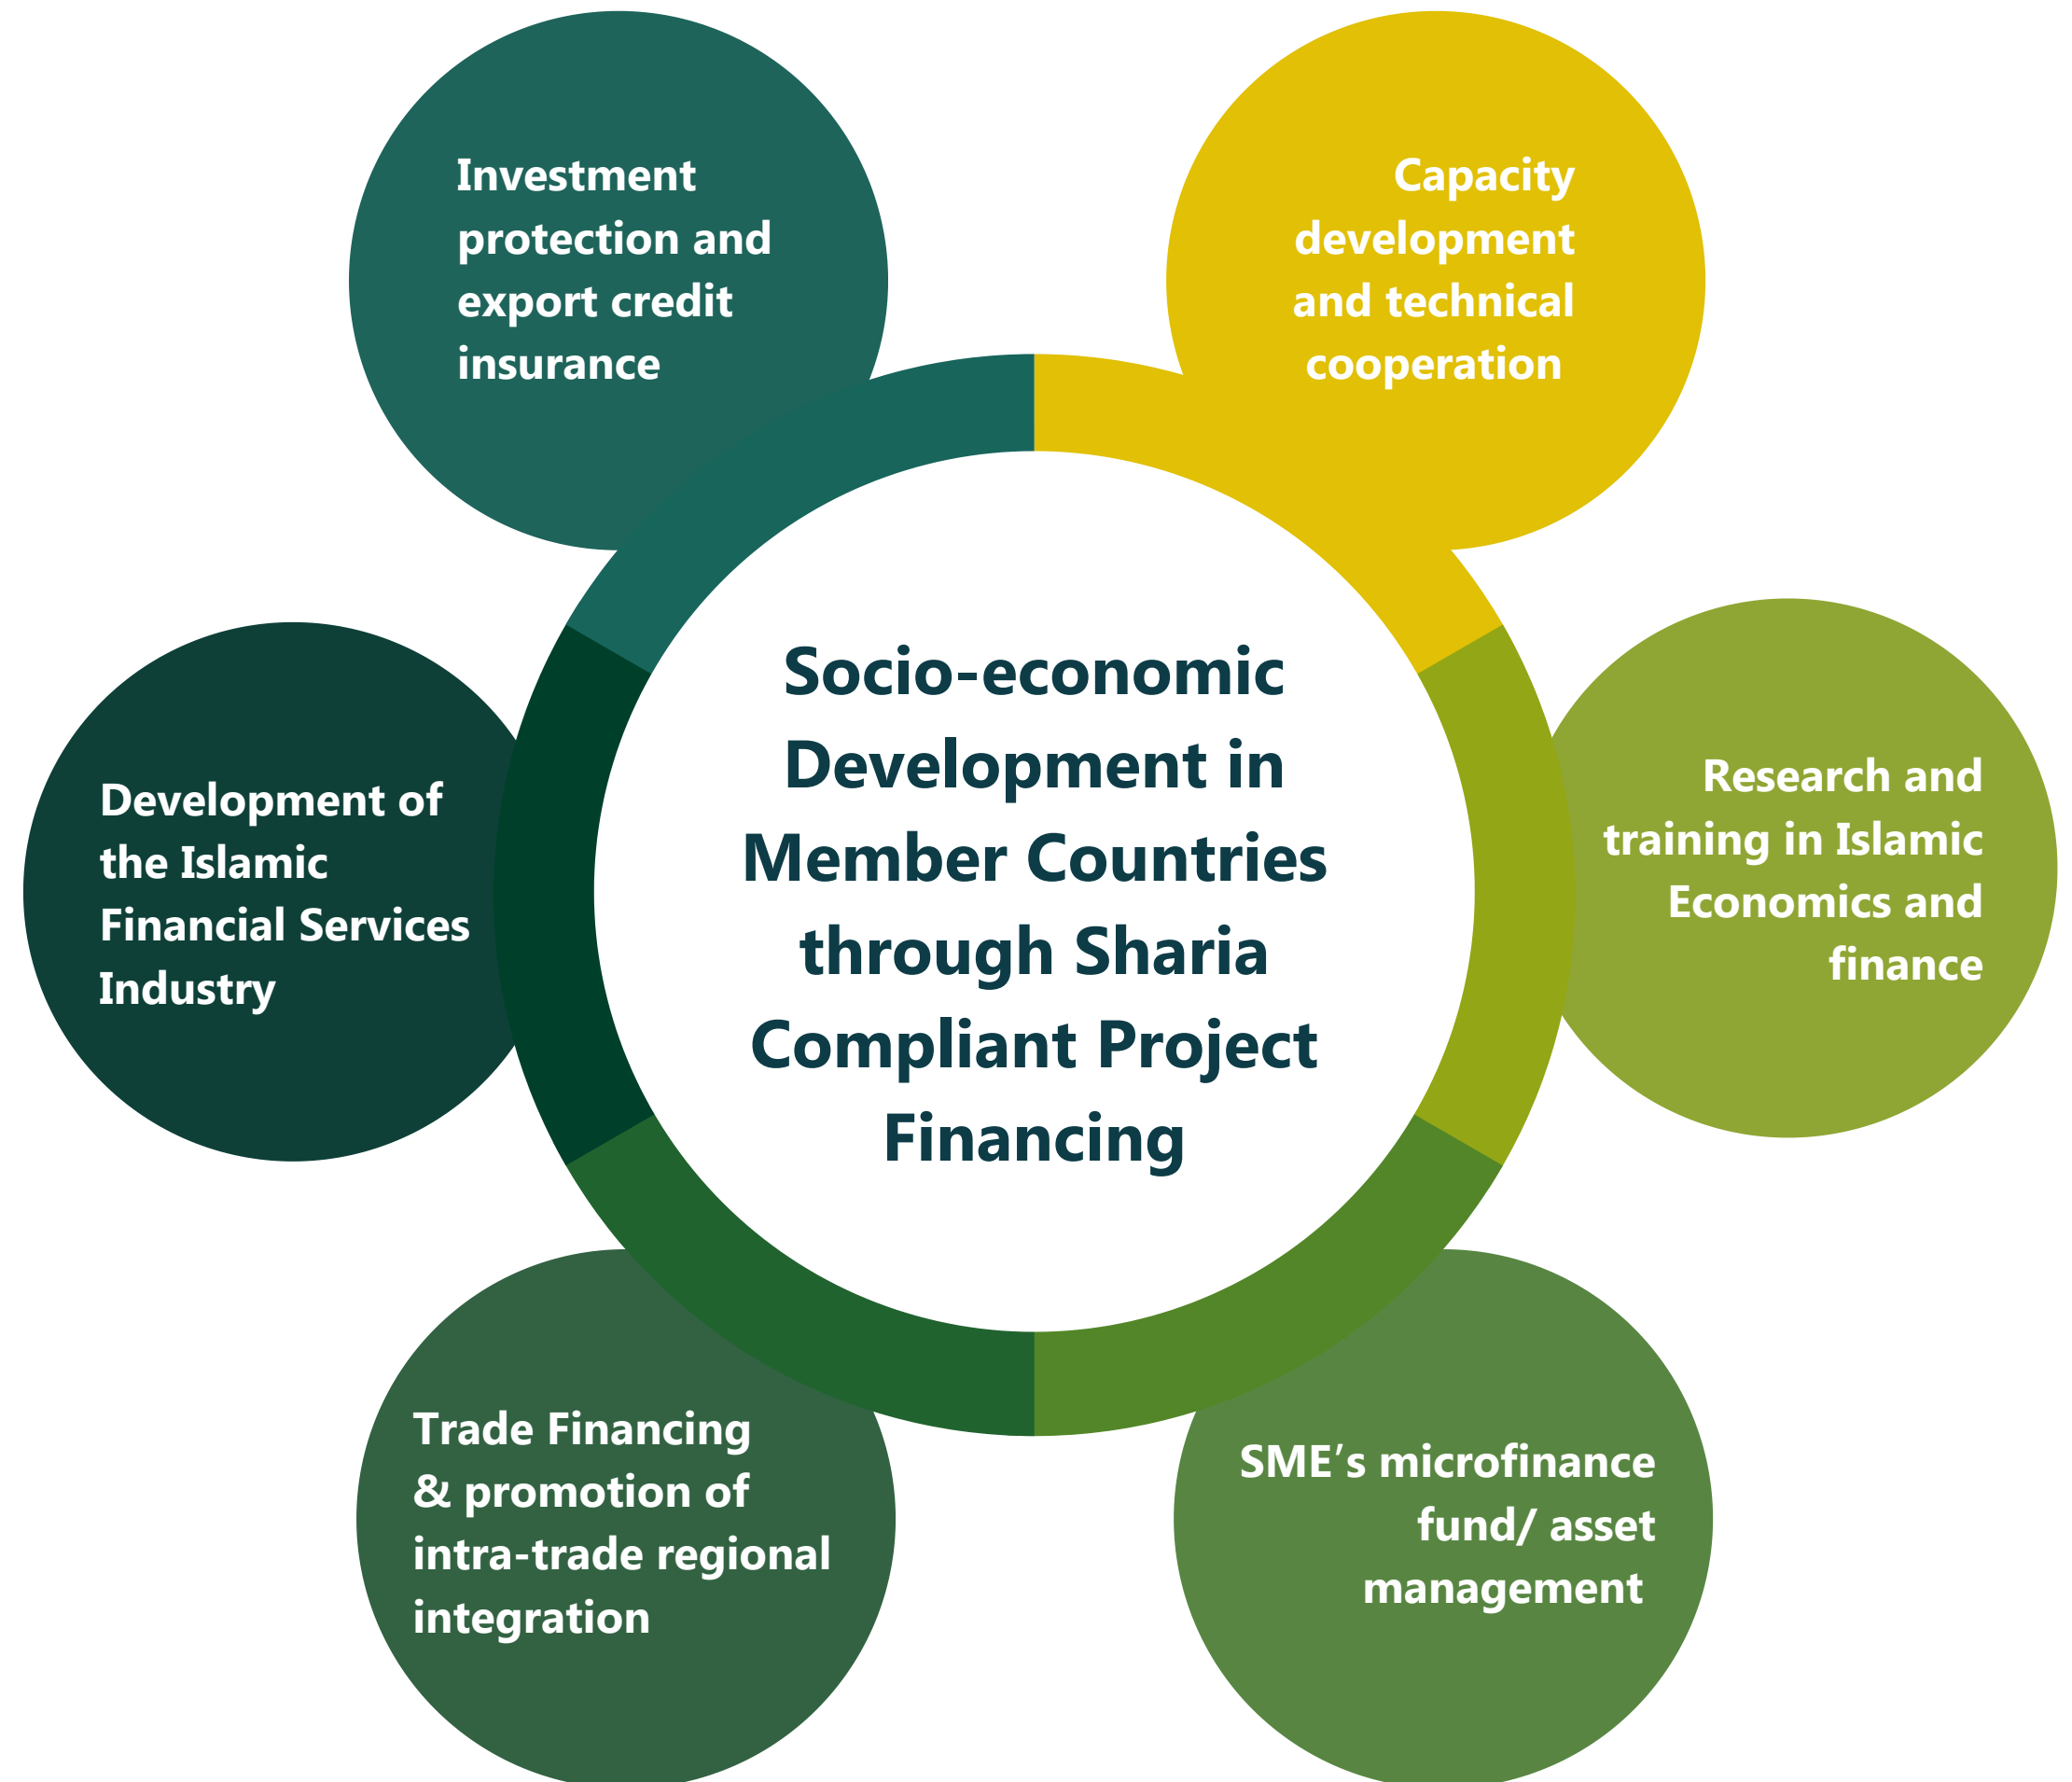 Investment
protection and
export credit
insurance
Capacity
development
and technical
cooperation
Development of
the Islamic
Financial Services
Industry
Socio-economic
Development in
Member Countries
through Sharia
Compliant Project
Financing
Research and
training in Islamic
Economics and
finance
Trade Financing
& promotion of
intra-trade regional
integration
SME’s microfinance
fund/ asset
management